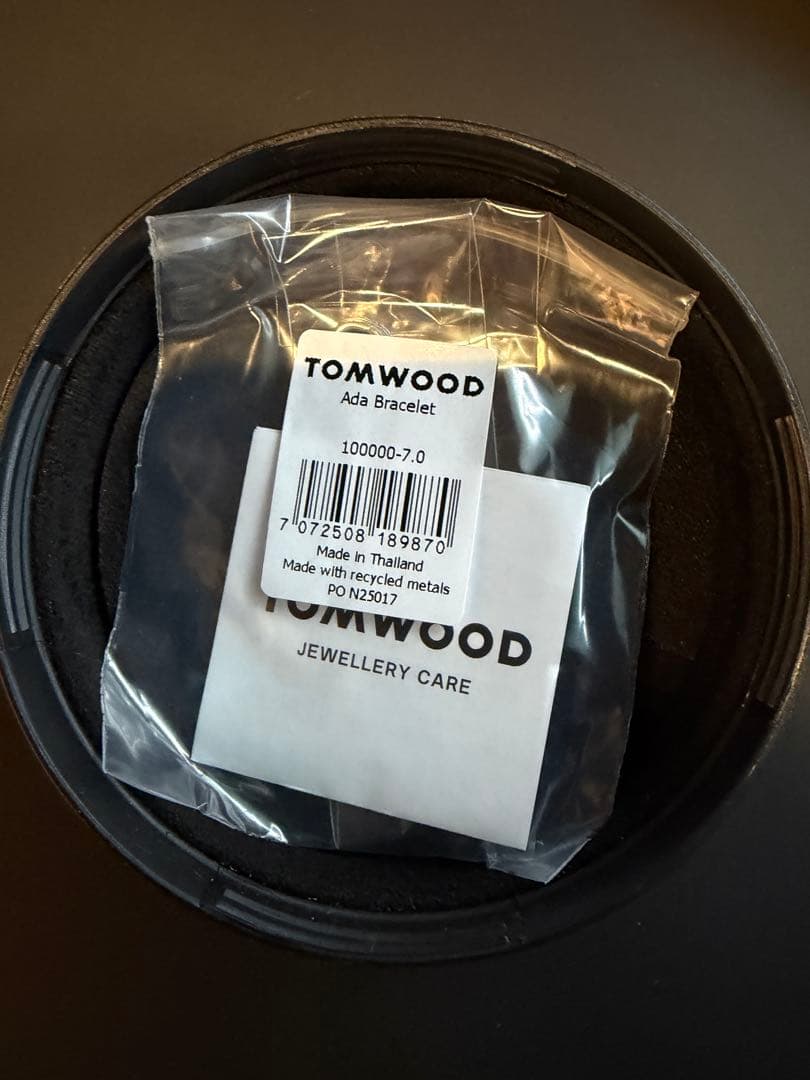 TOMWOOD
Ada Bracelet
100000-7.0
7 072508 189870
Made in Thailand
Made with recycled metals
PO N25017
TOMWOOD
JEWELLERY CARE